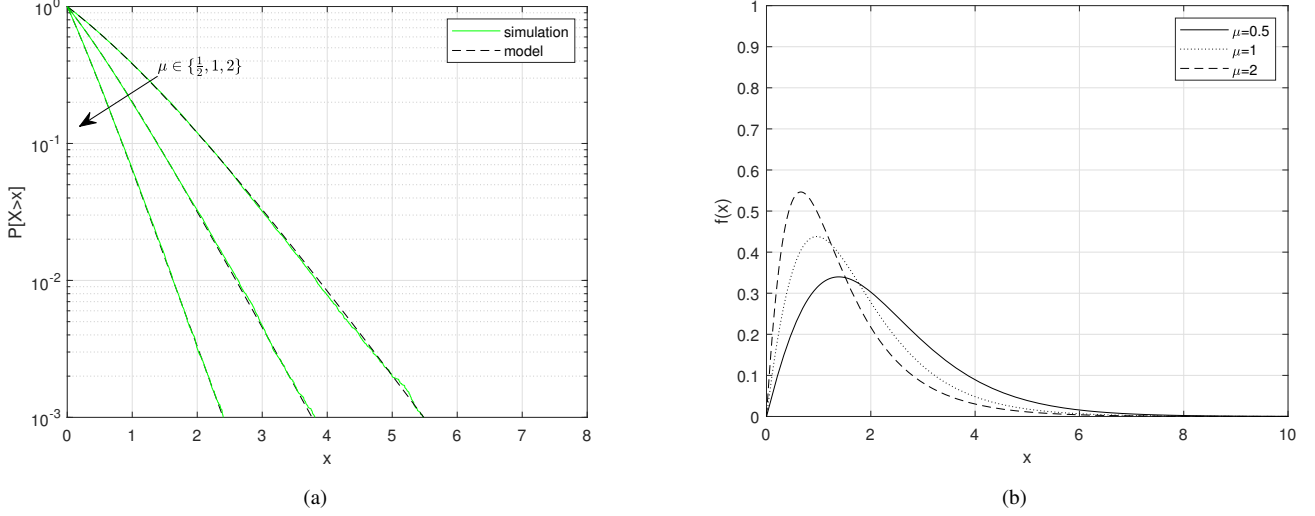 10^0
10^-1
10^-2
10^-3
P[X>x]
μ ∈ {1/2, 1, 2}
simulation
model
0 1 2 3 4 5 6 7 8
x
(a)
1
0.9
0.8
0.7
0.6
0.5
0.4
0.3
0.2
0.1
0
f(x)
μ=0.5
μ=1
μ=2
0 2 4 6 8 10
x
(b)